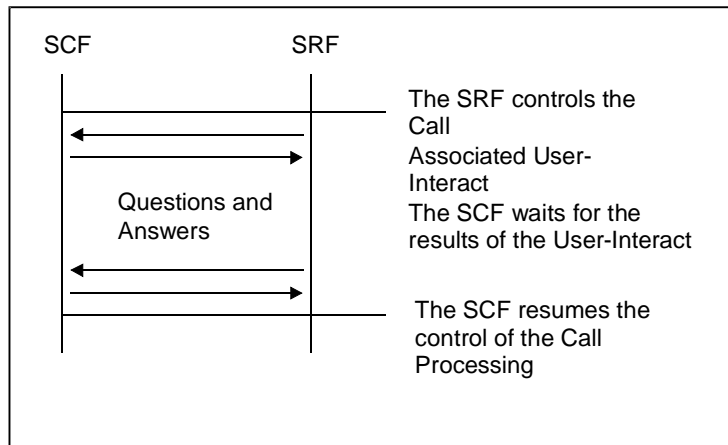 SCF SRF
The SRF controls the
Call
Associated User-
Interact
The SCF waits for the
results of the User-Interact
Questions and
Answers
The SCF resumes the
control of the Call
Processing